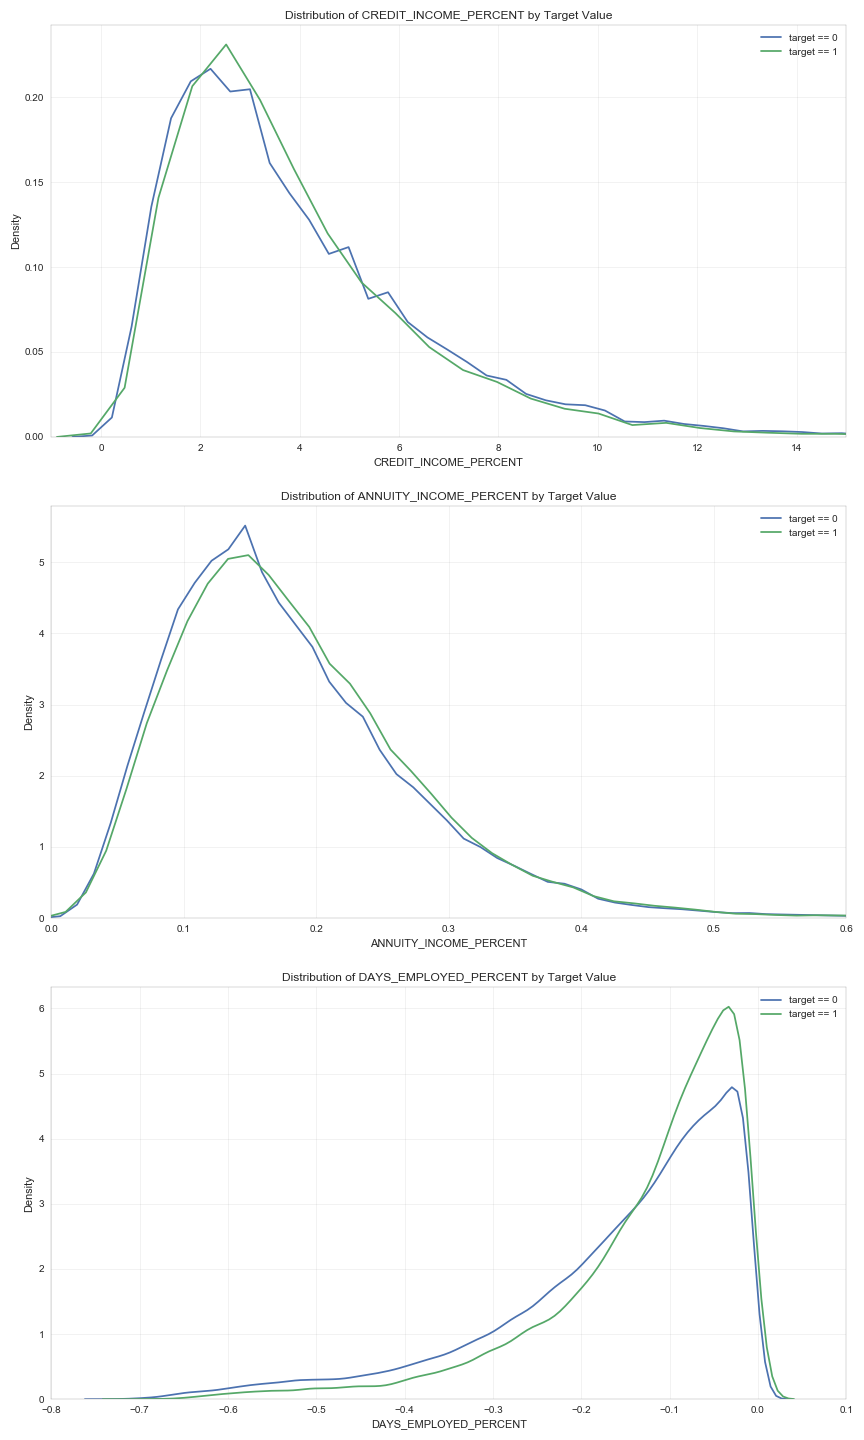 Distribution of CREDIT_INCOME_PERCENT by Target Value
target == 0
target == 1
0.20
0.15
0.10
0.05
0.00
Density
0 2 4 6 8 10 12 14
CREDIT_INCOME_PERCENT
Distribution of ANNUITY_INCOME_PERCENT by Target Value
target == 0
target == 1
5
4
3
2
1
0
Density
0.0 0.1 0.2 0.3 0.4 0.5 0.6
ANNUITY_INCOME_PERCENT
Distribution of DAYS_EMPLOYED_PERCENT by Target Value
target == 0
target == 1
6
5
4
3
2
1
0
Density
−0.8 −0.7 −0.6 −0.5 −0.4 −0.3 −0.2 −0.1 0.0 0.1
DAYS_EMPLOYED_PERCENT